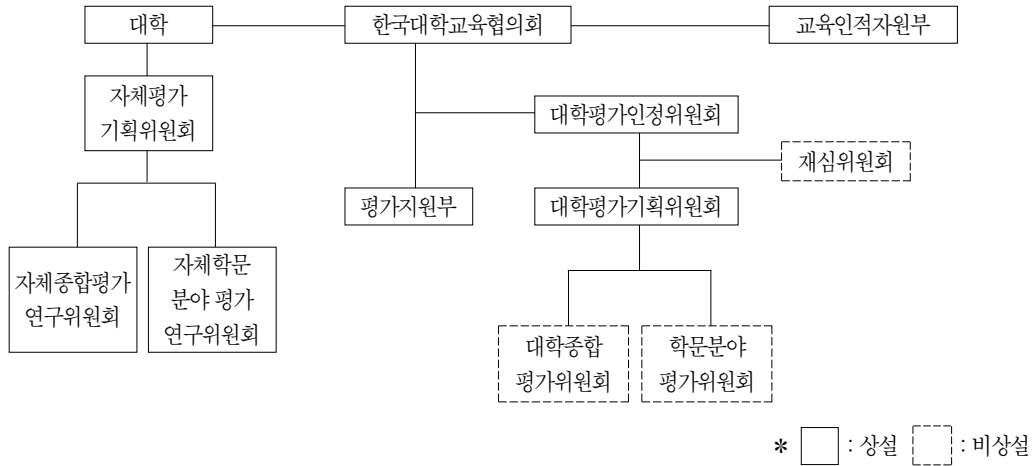 대학
한국대학교육협의회
교육인적자원부
자체평가
기획위원회
대학평가인정위원회
재심위원회
평가지원부
대학평가기획위원회
자체종합평가
연구위원회
자체학문
분야 평가
연구위원회
대학종합
평가위원회
학문분야
평가위원회
* : 상설 : 비상설